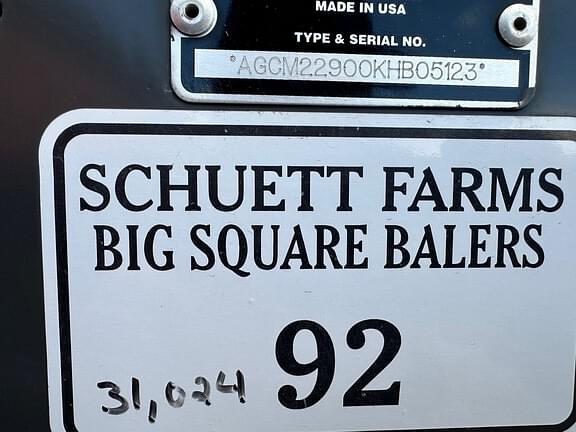 MADE IN USA
TYPE & SERIAL NO.
*AGCM22900KHB05123*
SCHUETT FARMS
BIG SQUARE BALERS
92
31,024